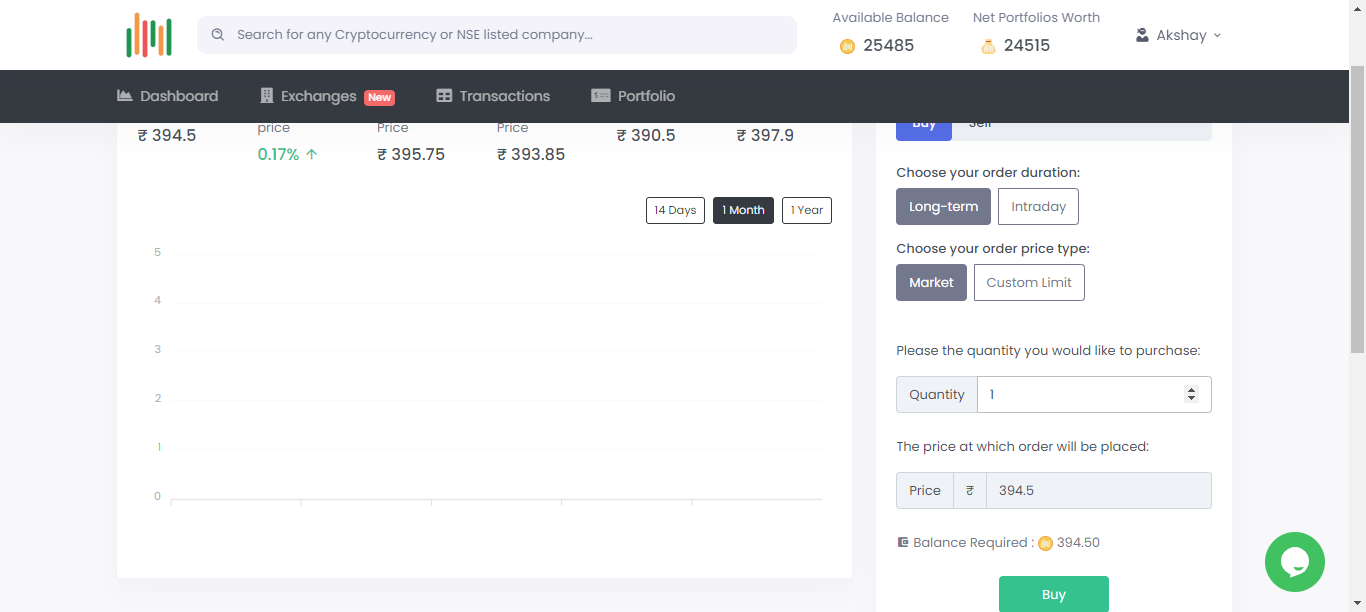 Search for any Cryptocurrency or NSE listed company...
Available Balance
25485
Net Portfolios Worth
24515
Akshay
Dashboard
Exchanges New
Transactions
Portfolio
₹ 394.5
price
0.17% ↑
Price
₹ 395.75
Price
₹ 393.85
₹ 390.5
₹ 397.9
14 Days
1 Month
1 Year
5
4
3
2
1
0
Buy
Sell
Choose your order duration:
Long-term
Intraday
Choose your order price type:
Market
Custom Limit
Please the quantity you would like to purchase:
Quantity
1
The price at which order will be placed:
Price
₹
394.5
Balance Required : 394.50
Buy